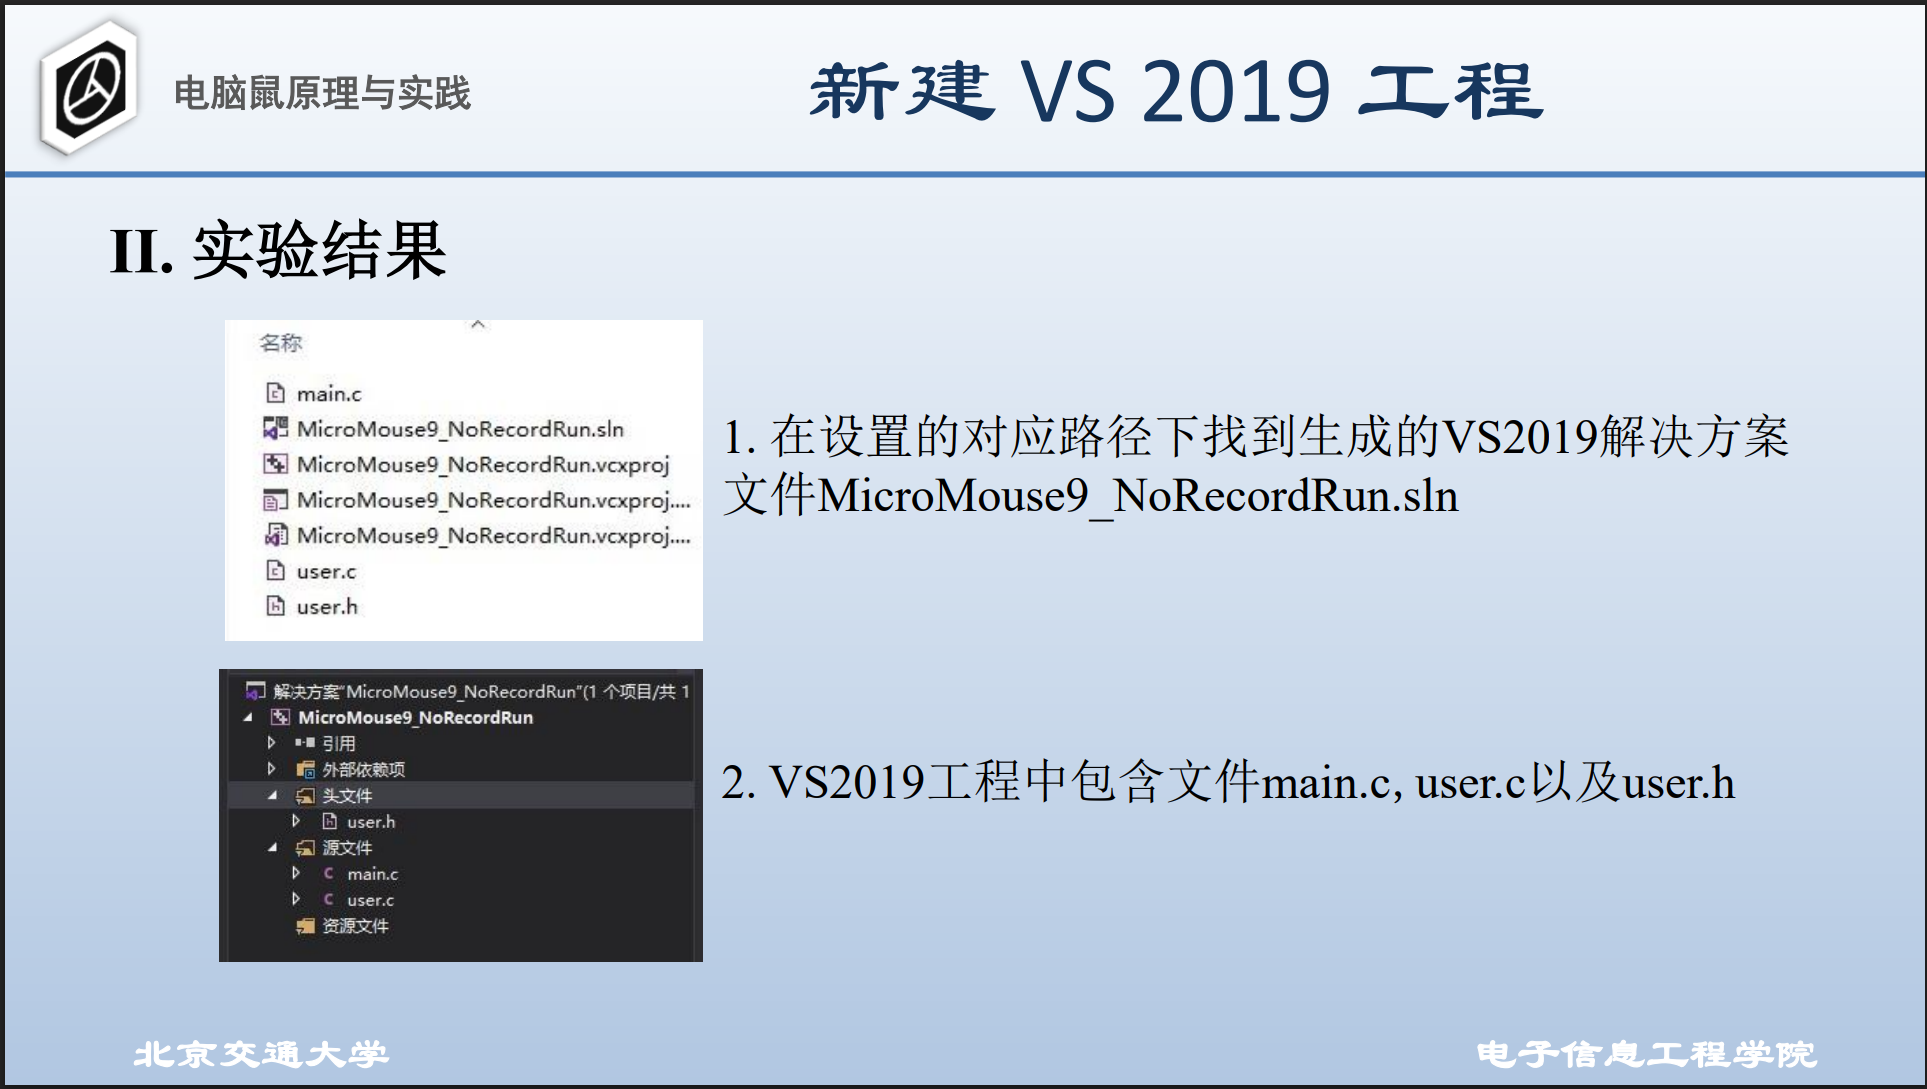 电脑鼠原理与实践
新建 VS 2019 工程
II. 实验结果
名称
main.c
MicroMouse9_NoRecordRun.sln
MicroMouse9_NoRecordRun.vcxproj
MicroMouse9_NoRecordRun.vcxproj....
MicroMouse9_NoRecordRun.vcxproj....
user.c
user.h
1. 在设置的对应路径下找到生成的VS2019解决方案
文件MicroMouse9_NoRecordRun.sln
解决方案"MicroMouse9_NoRecordRun"(1 个项目/共 1
MicroMouse9_NoRecordRun
引用
外部依赖项
头文件
user.h
源文件
main.c
user.c
资源文件
2. VS2019工程中包含文件main.c, user.c以及user.h
北京交通大学
电子信息工程学院